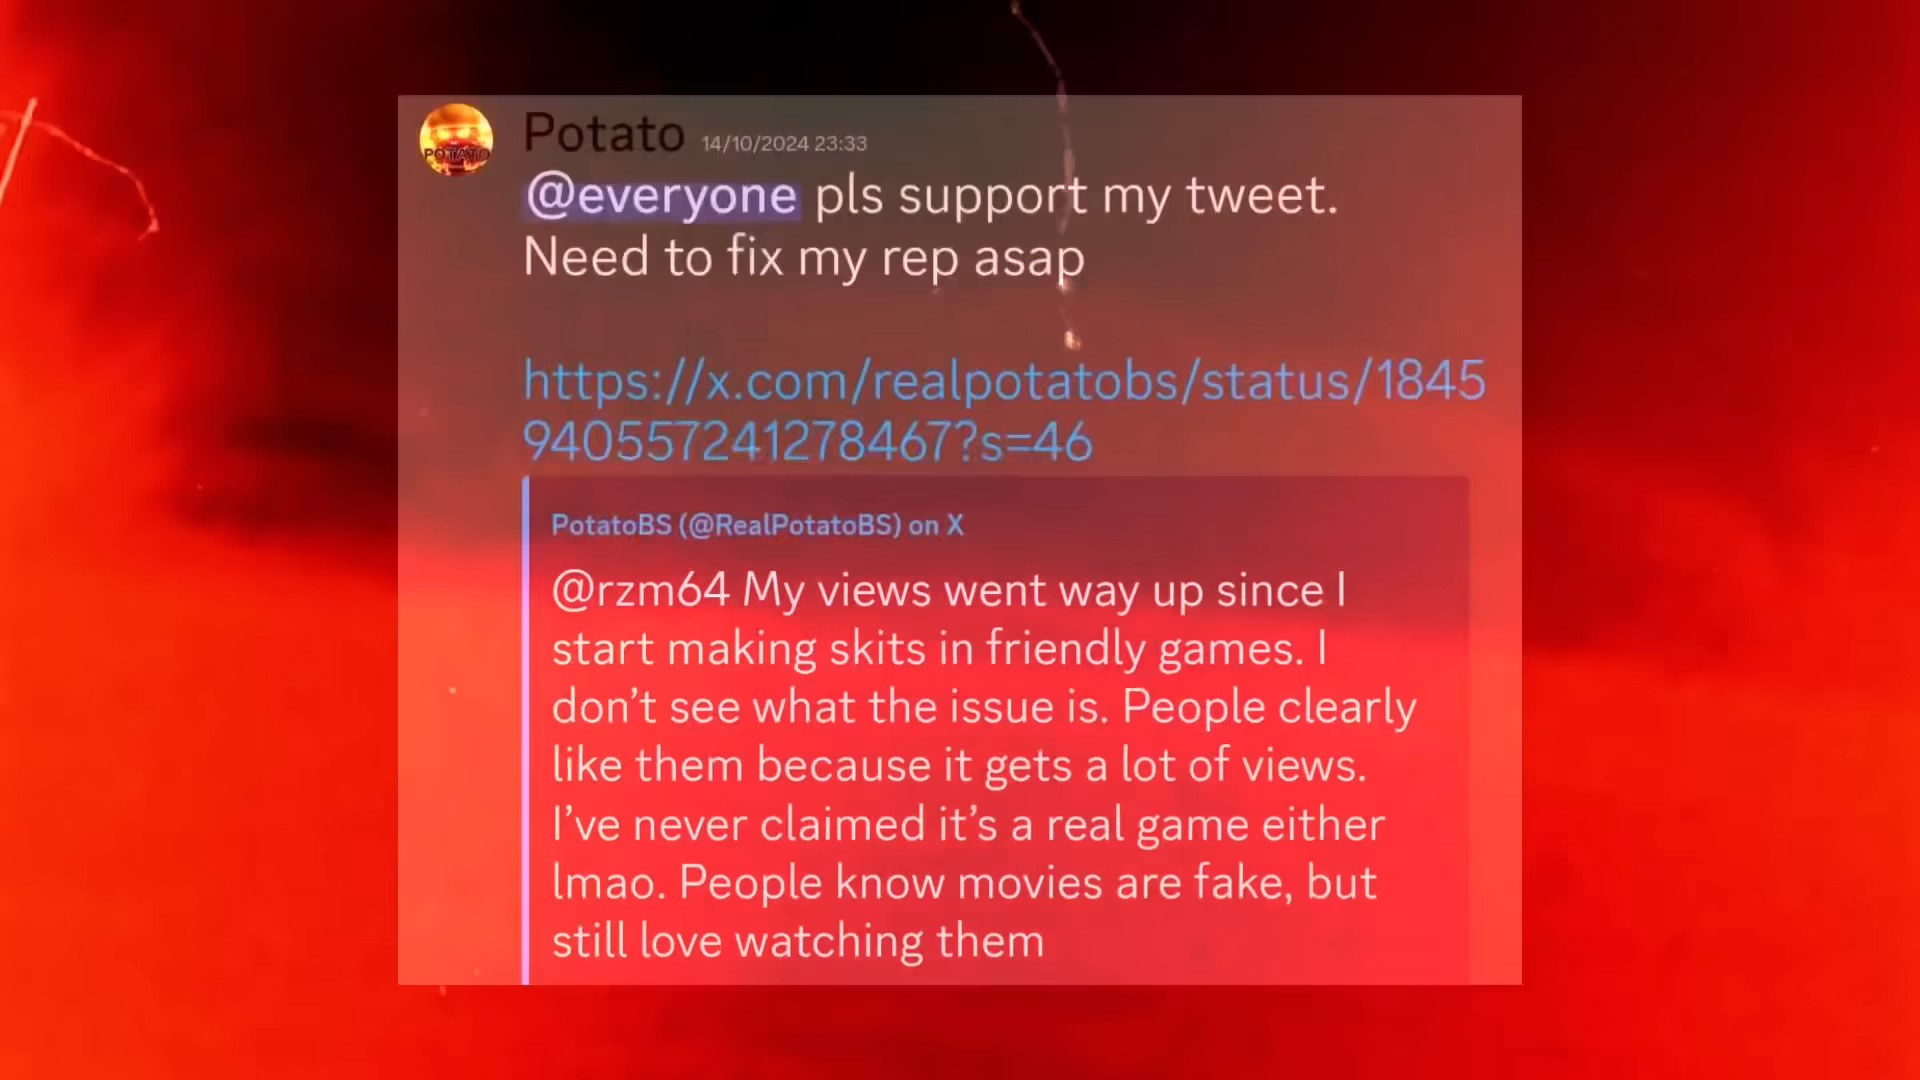 POTATO
Potato 14/10/2024 23:33
@everyone pls support my tweet.
Need to fix my rep asap
https://x.com/realpotatobs/status/1845
940557241278467?s=46
PotatoBS (@RealPotatoBS) on X
@rzm64 My views went way up since I
start making skits in friendly games. I
don’t see what the issue is. People clearly
like them because it gets a lot of views.
I’ve never claimed it’s a real game either
lmao. People know movies are fake, but
still love watching them